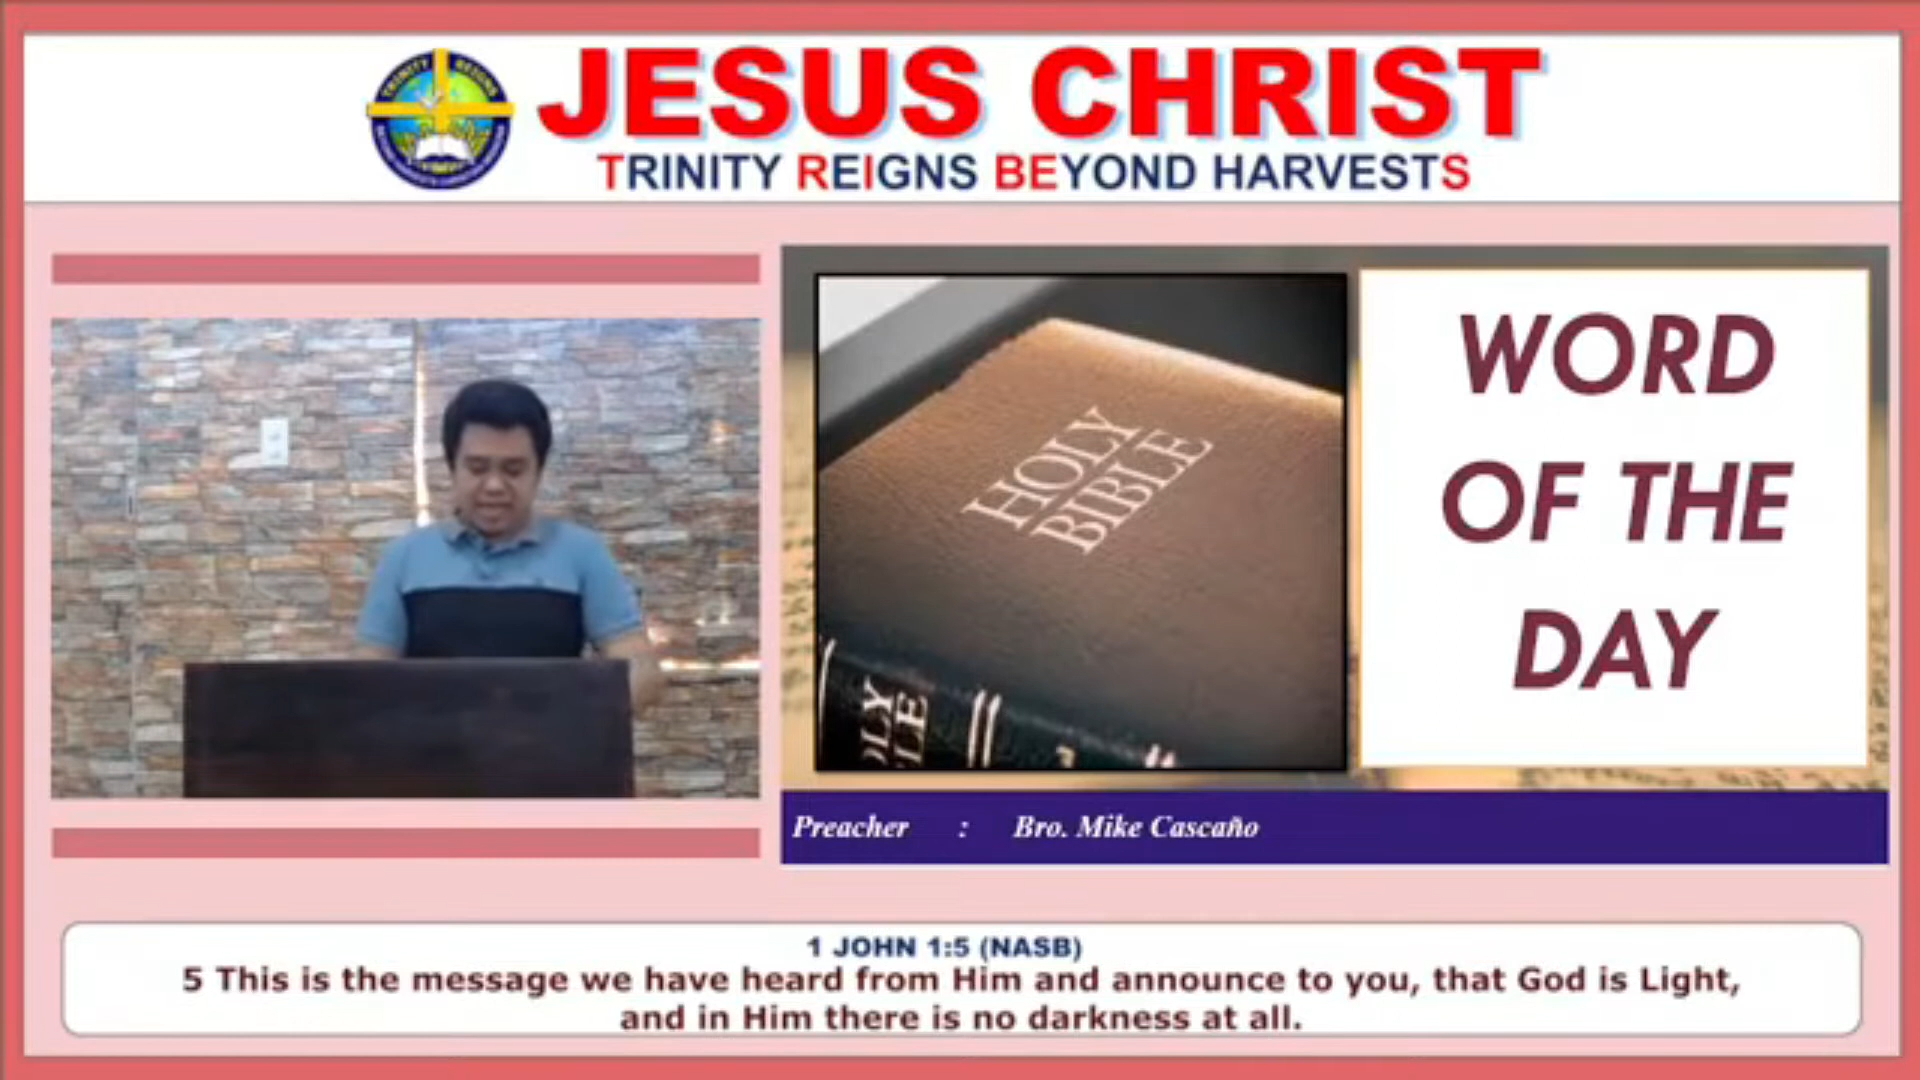 JESUS CHRIST
TRINITY REIGNS BEYOND HARVESTS
TRINITY REIGNS
HOLY
BIBLE
WORD
OF THE
DAY
Preacher : Bro. Mike Cascaño
1 JOHN 1:5 (NASB)
5 This is the message we have heard from Him and announce to you, that God is Light,
and in Him there is no darkness at all.